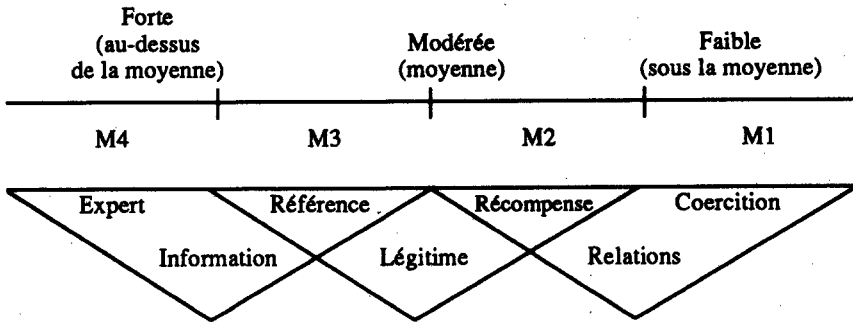 Forte
(au-dessus
de la moyenne)
Modérée
(moyenne)
Faible
(sous la moyenne)
M4
M3
M2
M1
Expert
Référence
Récompense
Coercition
Information
Légitime
Relations